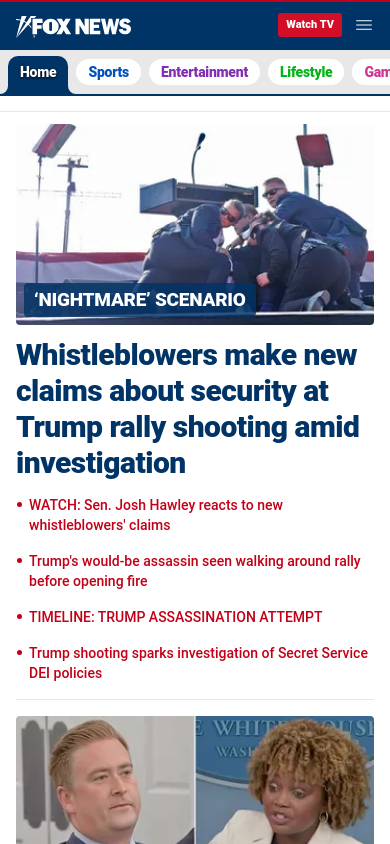 FOX NEWS
Watch TV
Home
Sports
Entertainment
Lifestyle
Gam
‘NIGHTMARE’ SCENARIO
Whistleblowers make new
claims about security at
Trump rally shooting amid
investigation
• WATCH: Sen. Josh Hawley reacts to new
whistleblowers' claims
• Trump's would-be assassin seen walking around rally
before opening fire
• TIMELINE: TRUMP ASSASSINATION ATTEMPT
• Trump shooting sparks investigation of Secret Service
DEI policies
E WHITE HOUSE
WASH